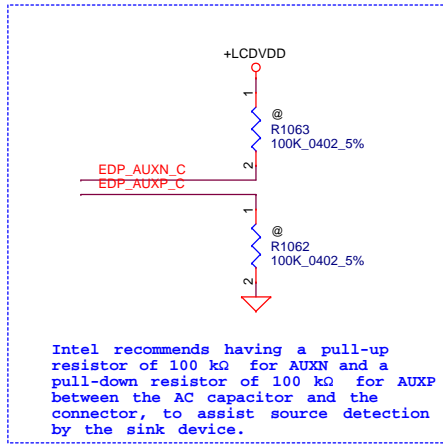 +LCDVDD
1
@
R1063
100K_0402_5%
2
EDP_AUXN_C
EDP_AUXP_C
1
@
R1062
100K_0402_5%
2
Intel recommends having a pull-up
resistor of 100 kΩ for AUXN and a
pull-down resistor of 100 kΩ for AUXP
between the AC capacitor and the
connector, to assist source detection
by the sink device.